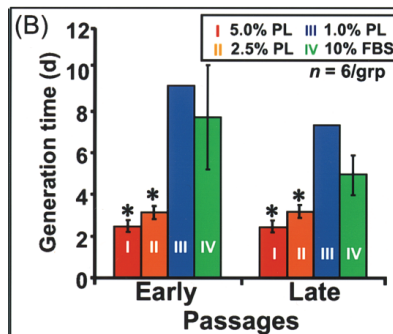 (B)
I 5.0% PL III 1.0% PL
II 2.5% PL IV 10% FBS
n = 6/grp
Generation time (d)
12
10
8
6
4
2
0
* *
I II III IV
* *
I II III IV
Early Late
Passages